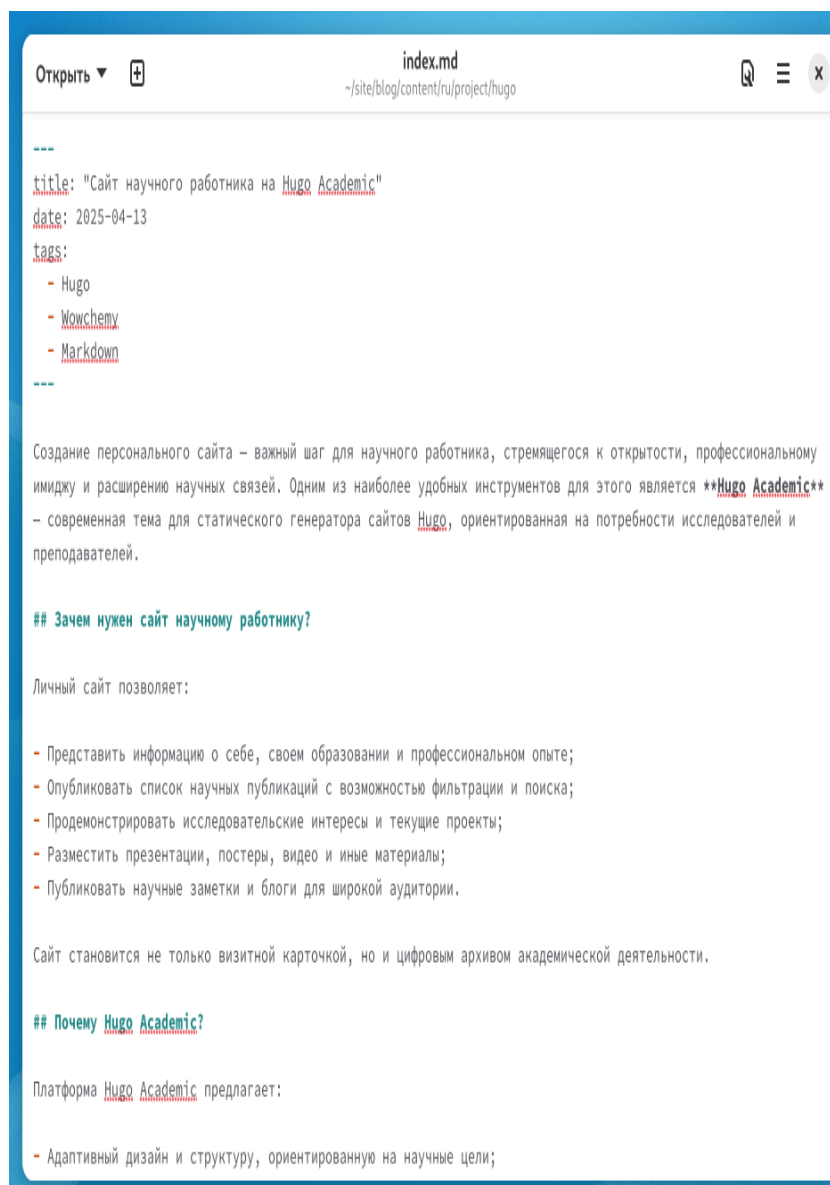 Открыть
index.md
~/site/blog/content/ru/project/hugo
---
title: "Сайт научного работника на Hugo Academic"
date: 2025-04-13
tags:
- Hugo
- Wowchemy
- Markdown
---
Создание персонального сайта — важный шаг для научного работника, стремящегося к открытости, профессиональному
имиджу и расширению научных связей. Одним из наиболее удобных инструментов для этого является **Hugo Academic**
— современная тема для статического генератора сайтов Hugo, ориентированная на потребности исследователей и
преподавателей.
## Зачем нужен сайт научному работнику?
Личный сайт позволяет:
- Представить информацию о себе, своем образовании и профессиональном опыте;
- Опубликовать список научных публикаций с возможностью фильтрации и поиска;
- Продемонстрировать исследовательские интересы и текущие проекты;
- Разместить презентации, постеры, видео и иные материалы;
- Публиковать научные заметки и блоги для широкой аудитории.
Сайт становится не только визитной карточкой, но и цифровым архивом академической деятельности.
## Почему Hugo Academic?
Платформа Hugo Academic предлагает:
- Адаптивный дизайн и структуру, ориентированную на научные цели;